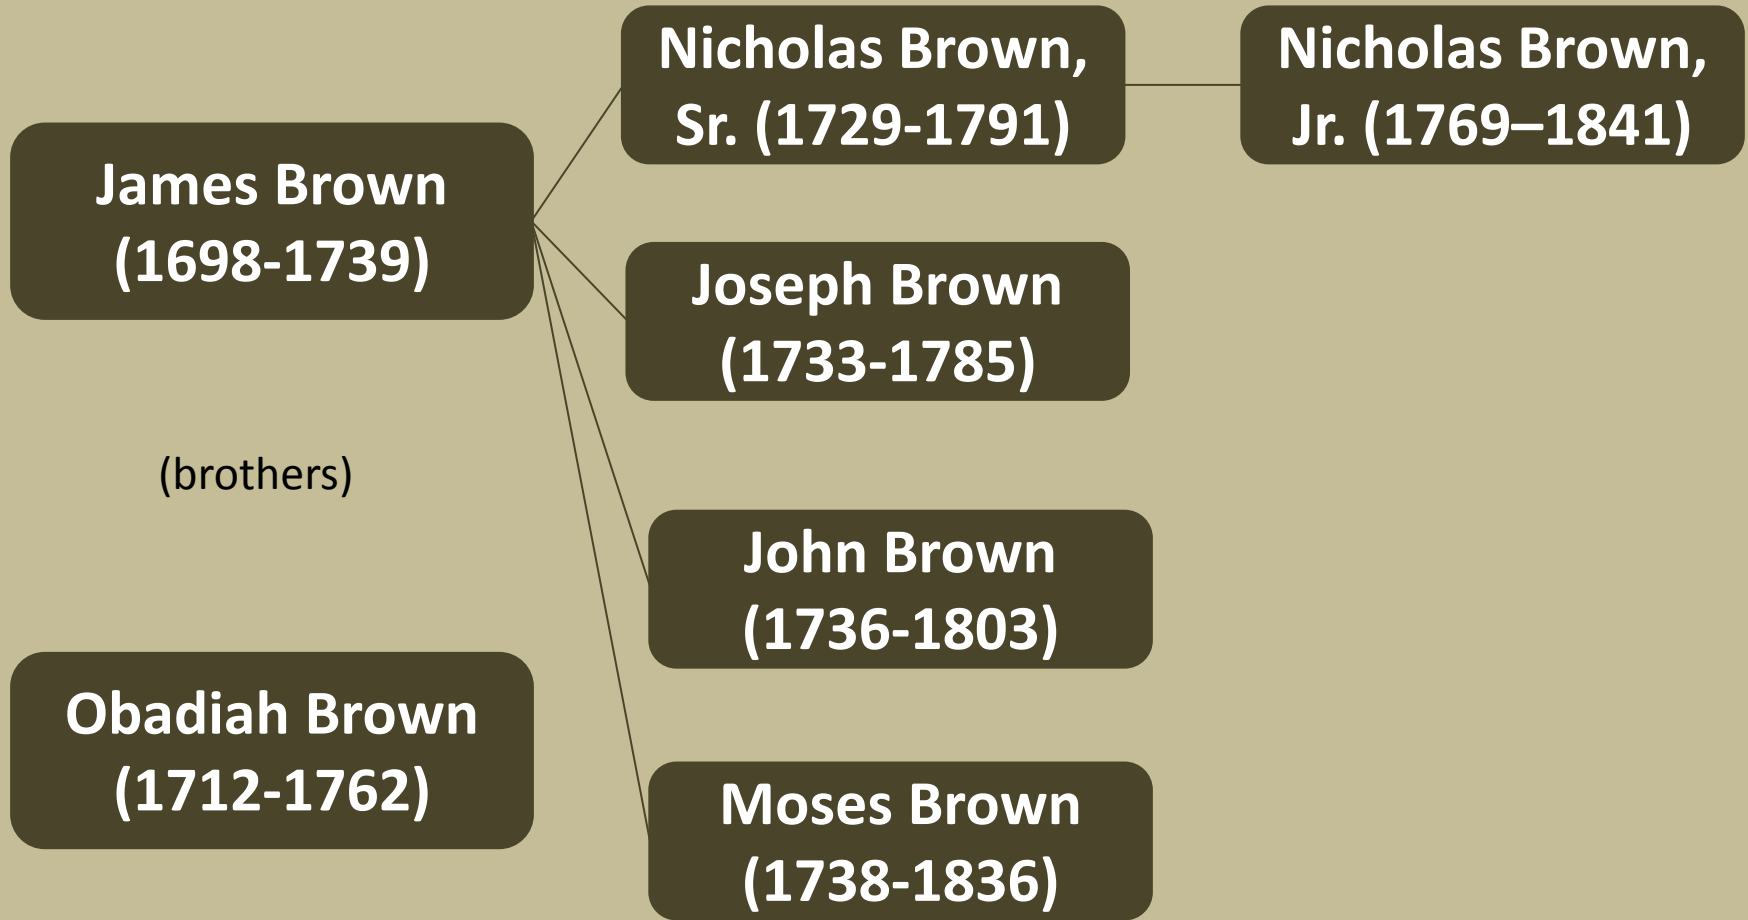 James Brown
(1698-1739)
(brothers)
Obadiah Brown
(1712-1762)
Nicholas Brown,
Sr. (1729-1791)
Joseph Brown
(1733-1785)
John Brown
(1736-1803)
Moses Brown
(1738-1836)
Nicholas Brown,
Jr. (1769–1841)